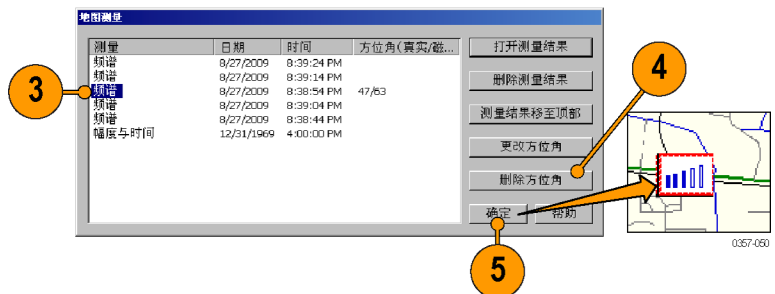 地图测量
测量 日期 时间 方位角(真实/磁...
频谱 8/27/2009 8:39:24 PM
频谱 8/27/2009 8:39:14 PM
频谱 8/27/2009 8:38:54 PM 47/63
频谱 8/27/2009 8:39:04 PM
频谱 8/27/2009 8:38:44 PM
幅度与时间 12/31/1969 4:00:00 PM
打开测量结果
删除测量结果
测量结果移至顶部
更改方位角
删除方位角
确定 帮助
3
4
5
0357-050